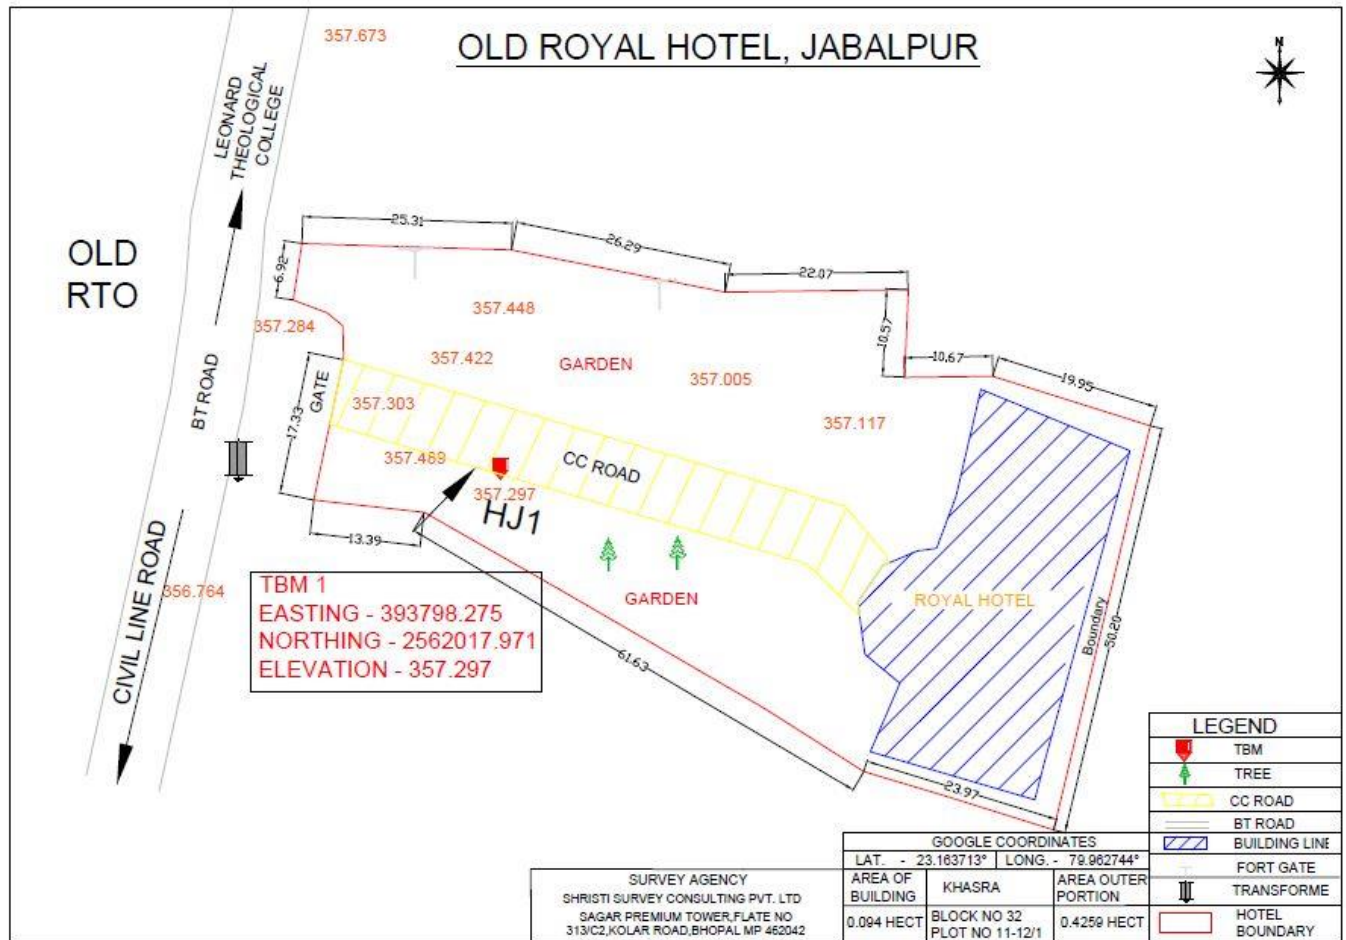 OLD ROYAL HOTEL, JABALPUR
N
357.673
LEONARD
THEOLOGICAL
COLLEGE
OLD
RTO
BT ROAD
CIVIL LINE ROAD
25.31
26.29
22.07
6.92
10.57
10.67
19.95
357.284
357.448
357.422
GARDEN
357.005
357.117
GATE
17.33
357.303
357.469
CC ROAD
357.297
HJ1
13.39
356.764
TBM 1
EASTING - 393798.275
NORTHING - 2562017.971
ELEVATION - 357.297
GARDEN
ROYAL HOTEL
Boundary
50.20
61.63
23.97
LEGEND
TBM
TREE
CC ROAD
BT ROAD
BUILDING LINE
FORT GATE
TRANSFORME
HOTEL
BOUNDARY
GOOGLE COORDINATES
LAT. - 23.163713° LONG. - 79.962744°
AREA OF
BUILDING
KHASRA
AREA OUTER
PORTION
0.094 HECT
BLOCK NO 32
PLOT NO 11-12/1
0.4259 HECT
SURVEY AGENCY
SHRISTI SURVEY CONSULTING PVT. LTD
SAGAR PREMIUM TOWER,FLATE NO
313/C2,KOLAR ROAD,BHOPAL MP 462042